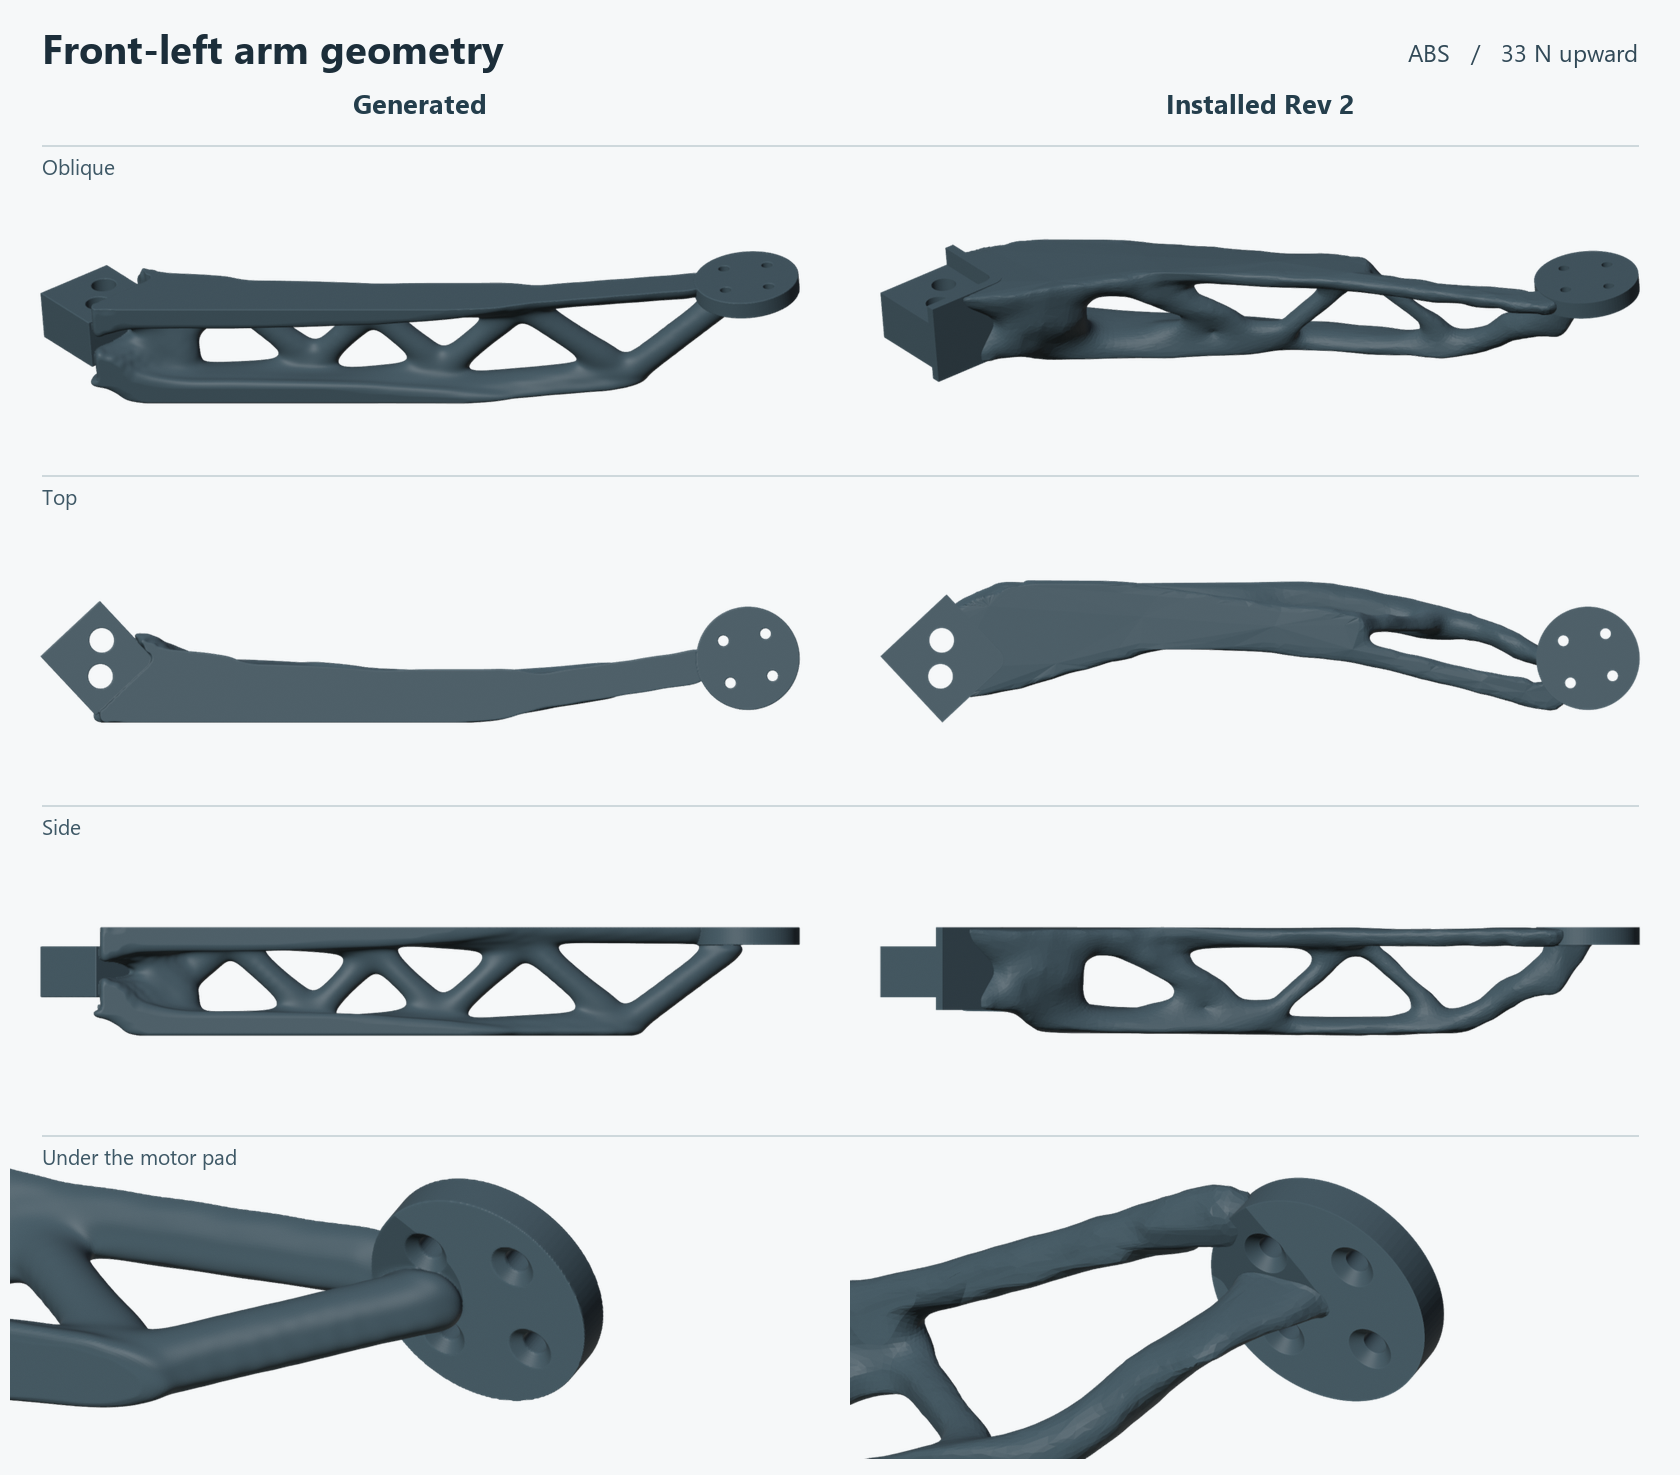 Front-left arm geometry
ABS / 33 N upward
Generated
Installed Rev 2
Oblique
Top
Side
Under the motor pad